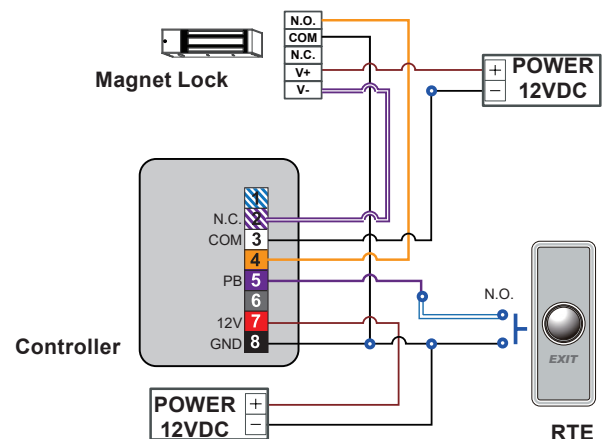 N.O.
COM
N.C.
V+
V-
Magnet Lock
+ POWER
− 12VDC
1
N.C. 2
COM 3
4
PB 5
6
12V 7
GND 8
Controller
N.O.
EXIT
RTE
POWER +
12VDC −